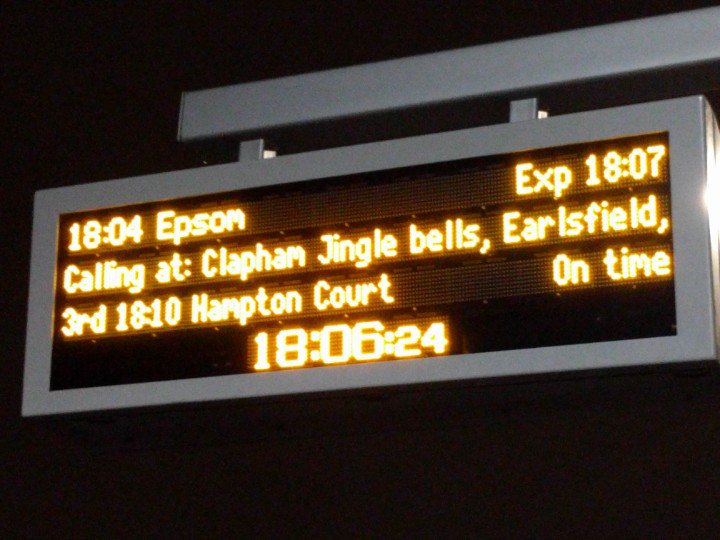 18:04 Epsom Exp 18:07
Calling at: Clapham Jingle bells, Earlsfield,
3rd 18:10 Hampton Court On time
18:06:24